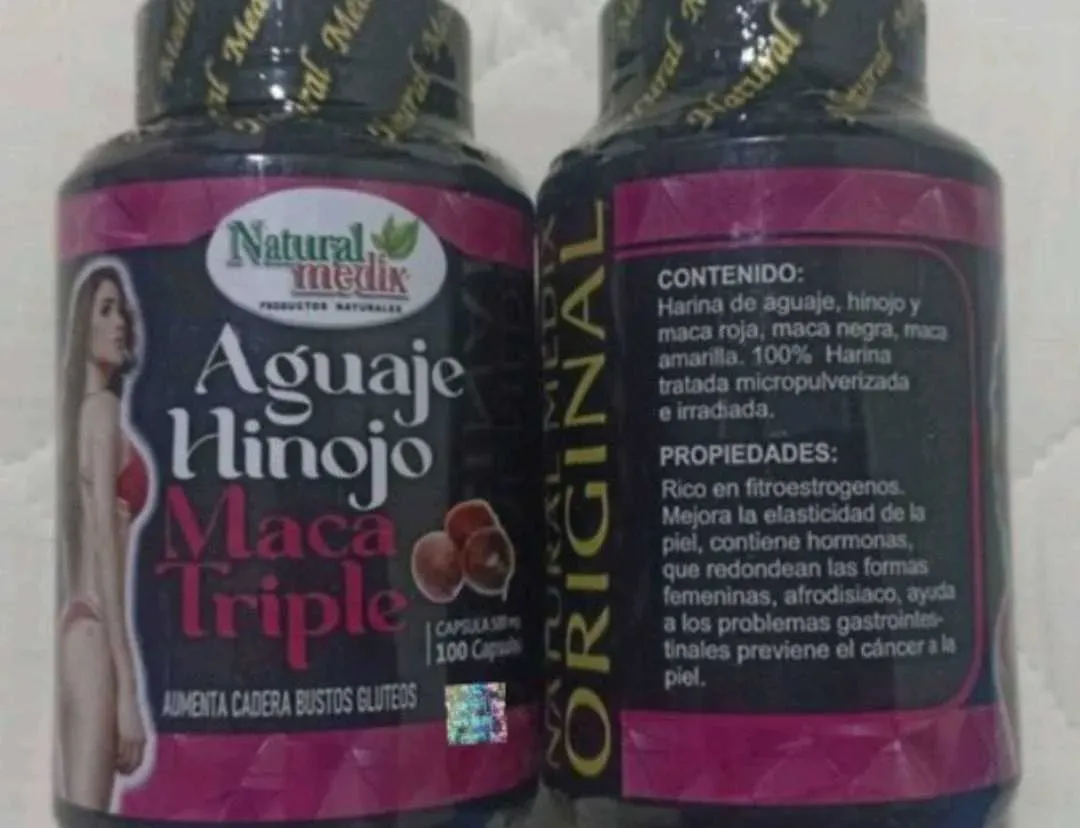 Natural
medix
PRODUCTOS NATURALES
Aguaje
Hinojo
Maca
Triple
CAPSULA 500 mg
100 Capsulas
AUMENTA CADERA BUSTOS GLUTEOS
NATURAL MEDIX
ORIGINAL
CONTENIDO:
Harina de aguaje, hinojo y
maca roja, maca negra, maca
amarilla. 100% Harina
tratada micropulverizada
e irradiada.
PROPIEDADES:
Rico en fitroestrogenos.
Mejora la elasticidad de la
piel, contiene hormonas,
que redondean las formas
femeninas, afrodisiaco, ayuda
a los problemas gastrointes-
tinales previene el cáncer a la
piel.